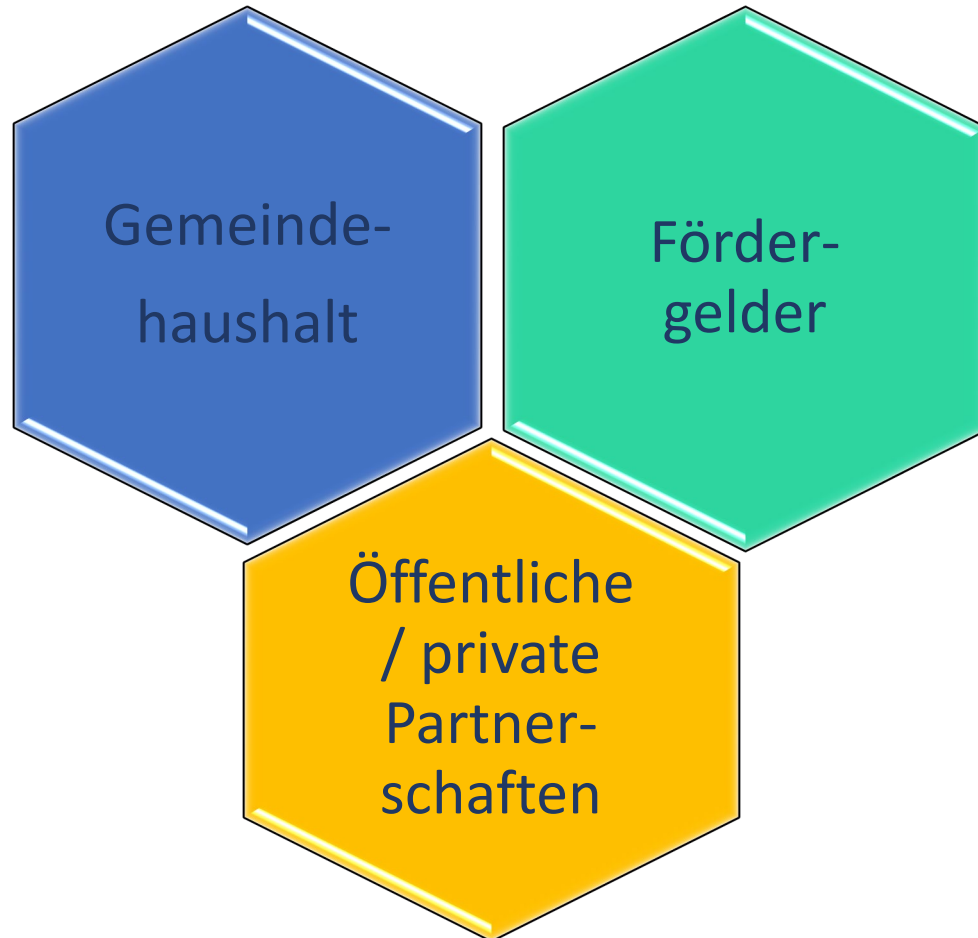 Gemeinde-
haushalt
Förder-
gelder
Öffentliche
/ private
Partner-
schaften